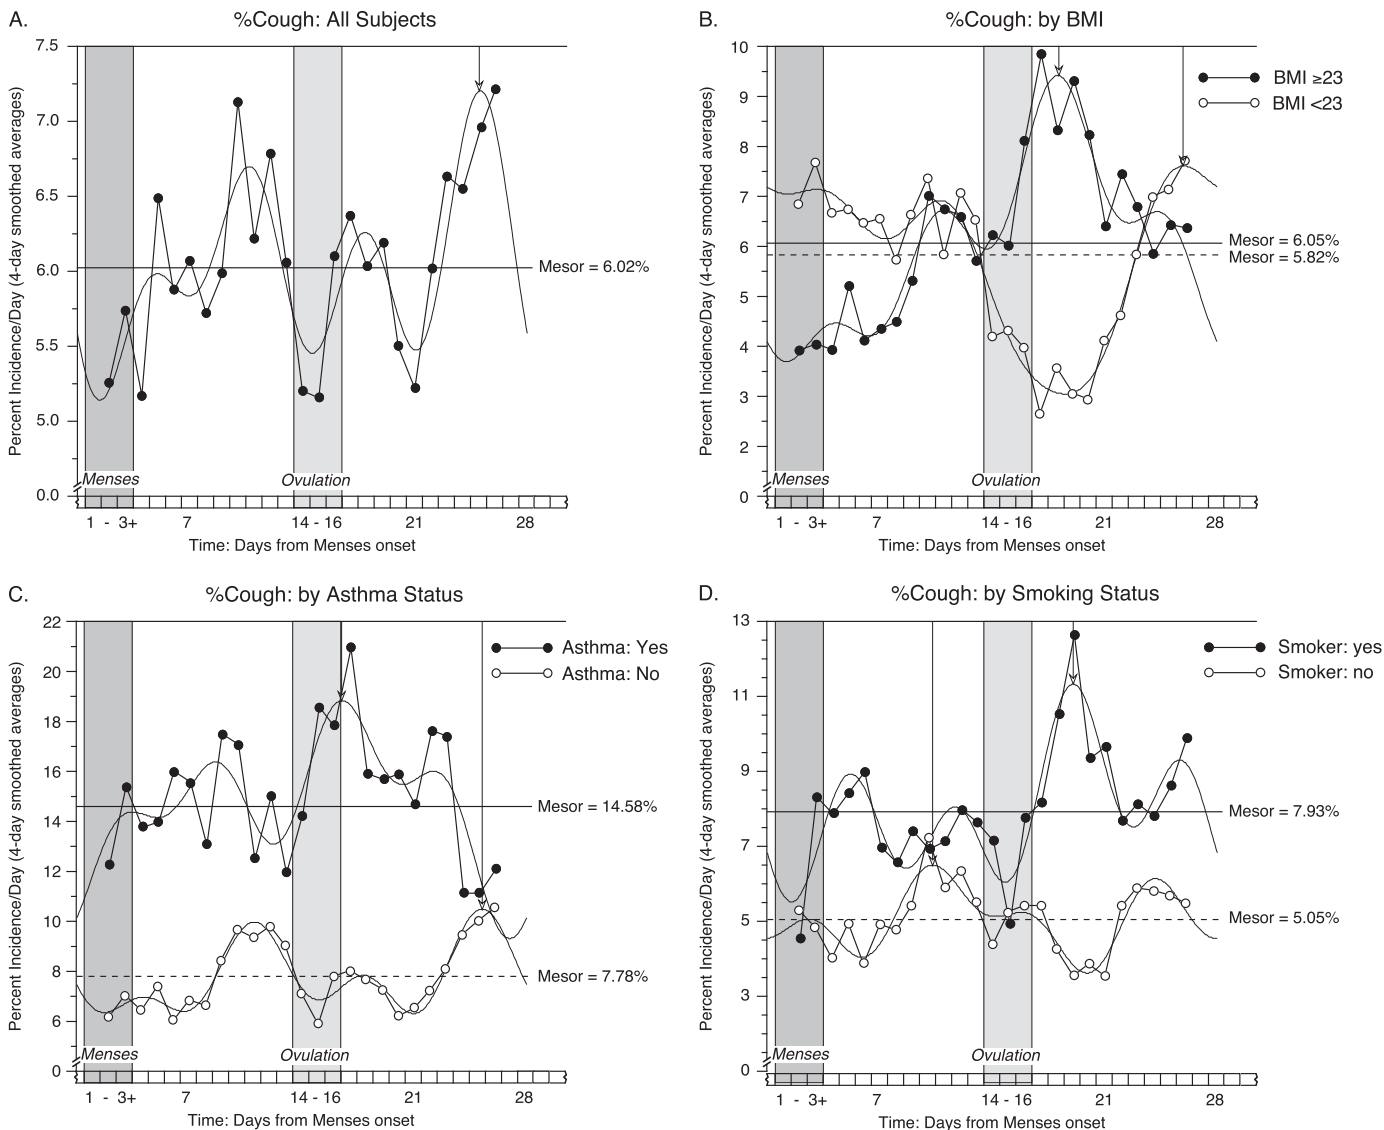 A. %Cough: All Subjects
Percent Incidence/Day (4-day smoothed averages)
7.5
7.0
6.5
6.0
5.5
5.0
0.0
Mesor = 6.02%
Menses Ovulation
1 - 3+ 7 14 - 16 21 28
Time: Days from Menses onset
B. %Cough: by BMI
Percent Incidence/Day (4-day smoothed averages)
10
9
8
7
6
5
4
3
2
0
BMI ≥23
BMI <23
Mesor = 6.05%
Mesor = 5.82%
Menses Ovulation
1 - 3+ 7 14 - 16 21 28
Time: Days from Menses onset
C. %Cough: by Asthma Status
Percent Incidence/Day (4-day smoothed averages)
22
20
18
16
14
12
10
8
6
0
Asthma: Yes
Asthma: No
Mesor = 14.58%
Mesor = 7.78%
Menses Ovulation
1 - 3+ 7 14 - 16 21 28
Time: Days from Menses onset
D. %Cough: by Smoking Status
Percent Incidence/Day (4-day smoothed averages)
13
11
9
7
5
3
0
Smoker: yes
Smoker: no
Mesor = 7.93%
Mesor = 5.05%
Menses Ovulation
1 - 3+ 7 14 - 16 21 28
Time: Days from Menses onset